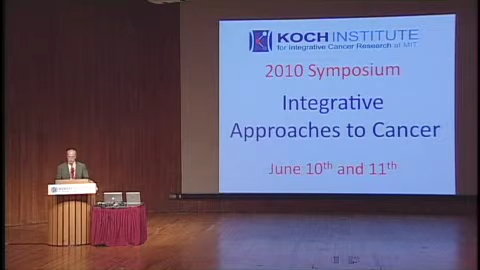 KOCH INSTITUTE
for Integrative Cancer Research at MIT
2010 Symposium
Integrative
Approaches to Cancer
June 10th and 11th